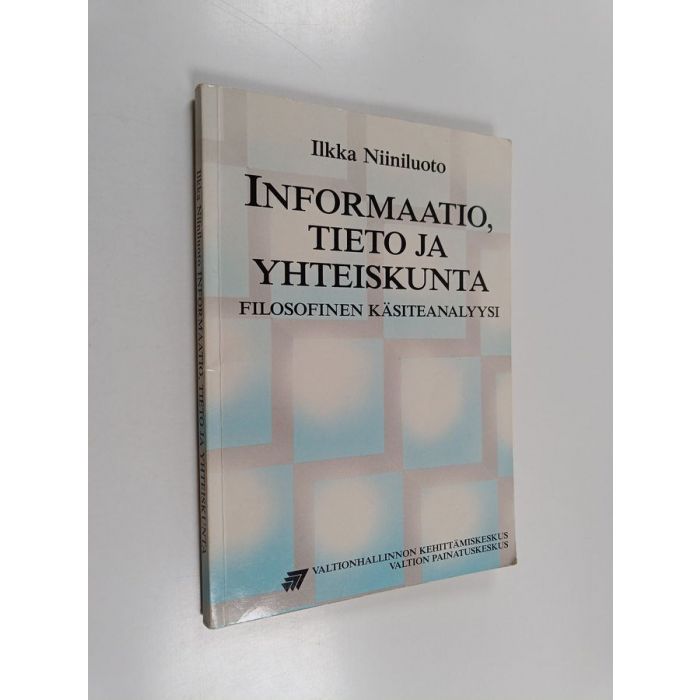 Ilkka Niiniluoto
INFORMAATIO,
TIETO JA
YHTEISKUNTA
FILOSOFINEN KÄSITEANALYYSI
VALTIONHALLINNON KEHITTÄMISKESKUS
VALTION PAINATUSKESKUS
Ilkka Niiniluoto INFORMAATIO, TIETO JA YHTEISKUNTA